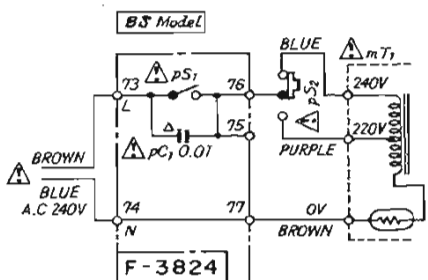 BS Model
BLUE
mT1
73
pS1
76
240V
L
pS2
75
220V
pC1 0.01
PURPLE
BROWN
BLUE
A.C 240V
74
77
0V
N
BROWN
F-3824